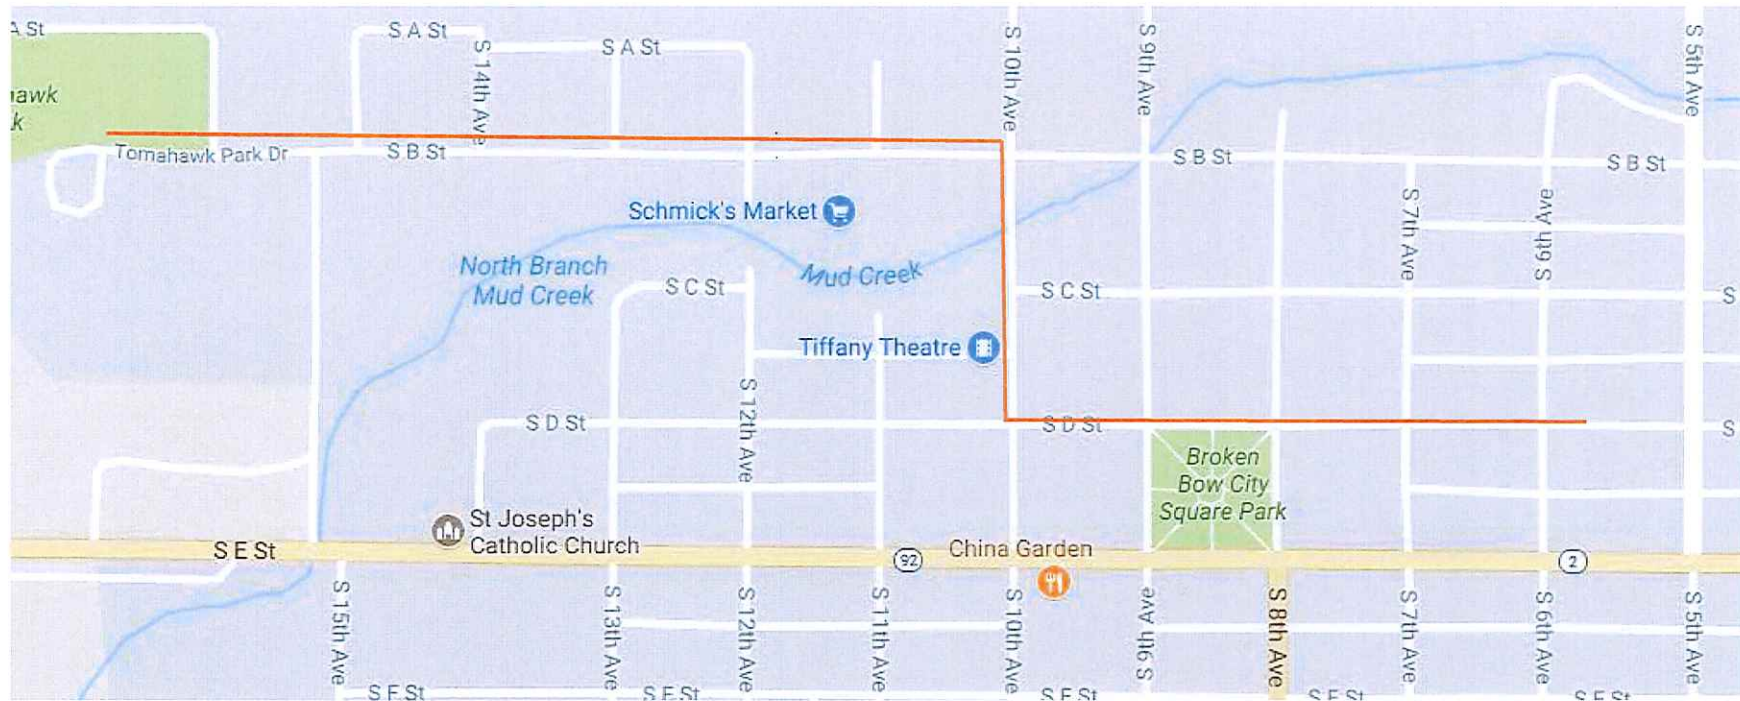 A St
S A St
S A St
S 14th Ave
S 10th Ave
S 9th Ave
S 5th Ave
awk
k
Tomahawk Park Dr
S B St
S B St
S B St
Schmick's Market
S 7th Ave
S 6th Ave
North Branch
Mud Creek
Mud Creek
S C St
S C St
S
Tiffany Theatre
S 12th Ave
S D St
S D St
S
Broken
Bow City
Square Park
St Joseph's
Catholic Church
S E St
92
China Garden
2
S 15th Ave
S 13th Ave
S 12th Ave
S 11th Ave
S 10th Ave
S 9th Ave
S 8th Ave
S 7th Ave
S 6th Ave
S 5th Ave
S F St
S F St
S F St
S F St
S F St